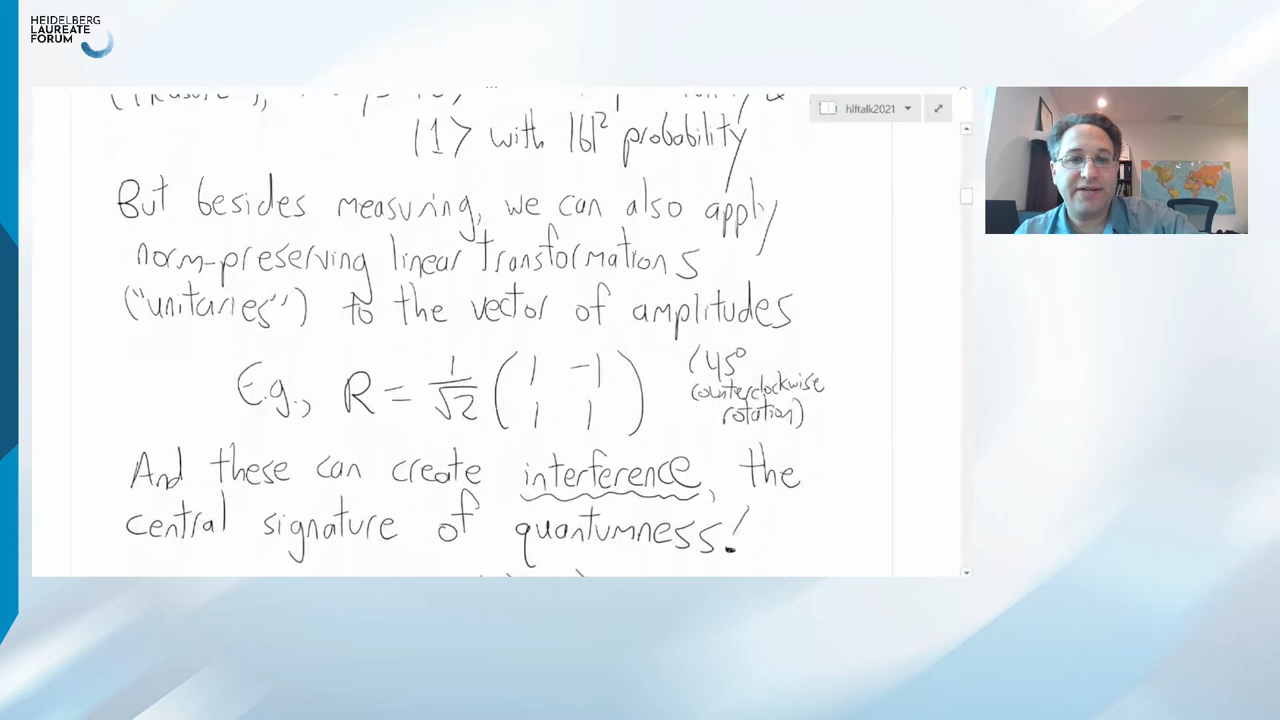 HEIDELBERG
LAUREATE
FORUM
hlftalk2021
|1⟩ with |b|² probability
But besides measuring, we can also apply
norm-preserving linear transformations
("unitaries") to the vector of amplitudes
E.g., R = 1/√2 (1 -1
1 1)
(45°
counterclockwise
rotation)
And these can create interference, the
central signature of quantumness!